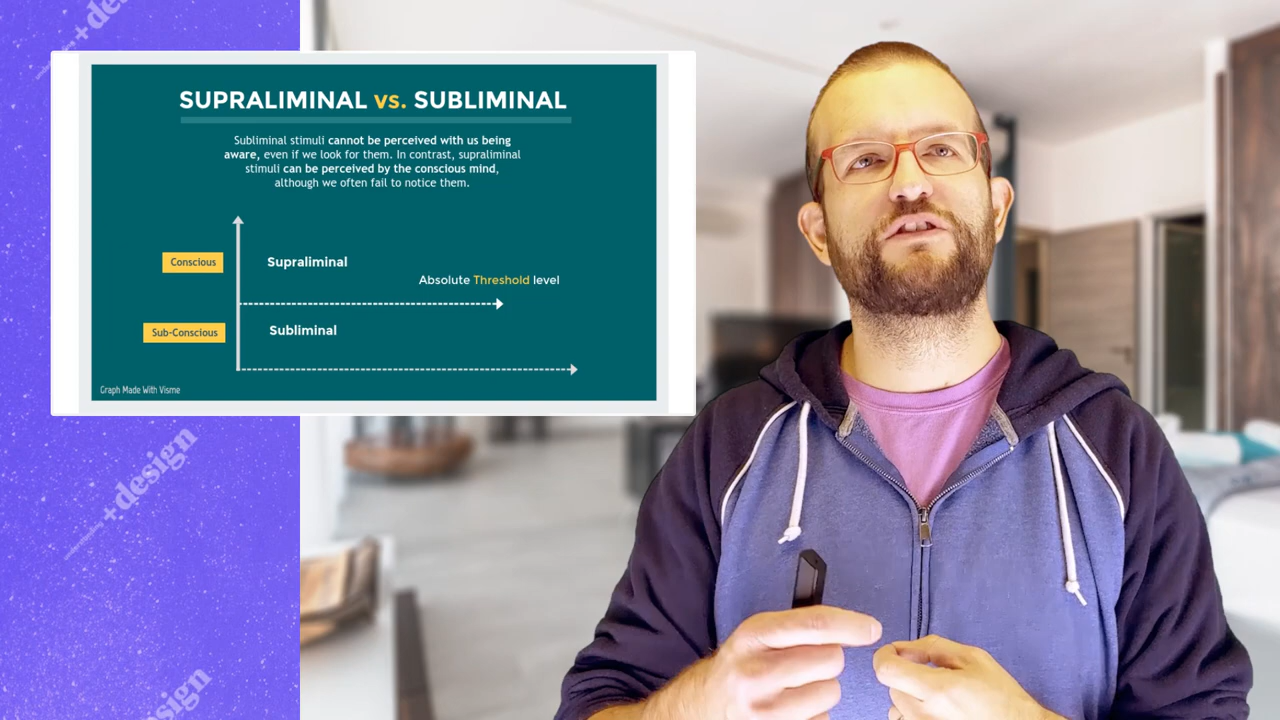 +de
SUPRALIMINAL vs. SUBLIMINAL
Subliminal stimuli cannot be perceived with us being
aware, even if we look for them. In contrast, supraliminal
stimuli can be perceived by the conscious mind,
although we often fail to notice them.
Conscious
Supraliminal
Absolute Threshold level
Sub-Conscious
Subliminal
Graph Made With Visme
+design
sign